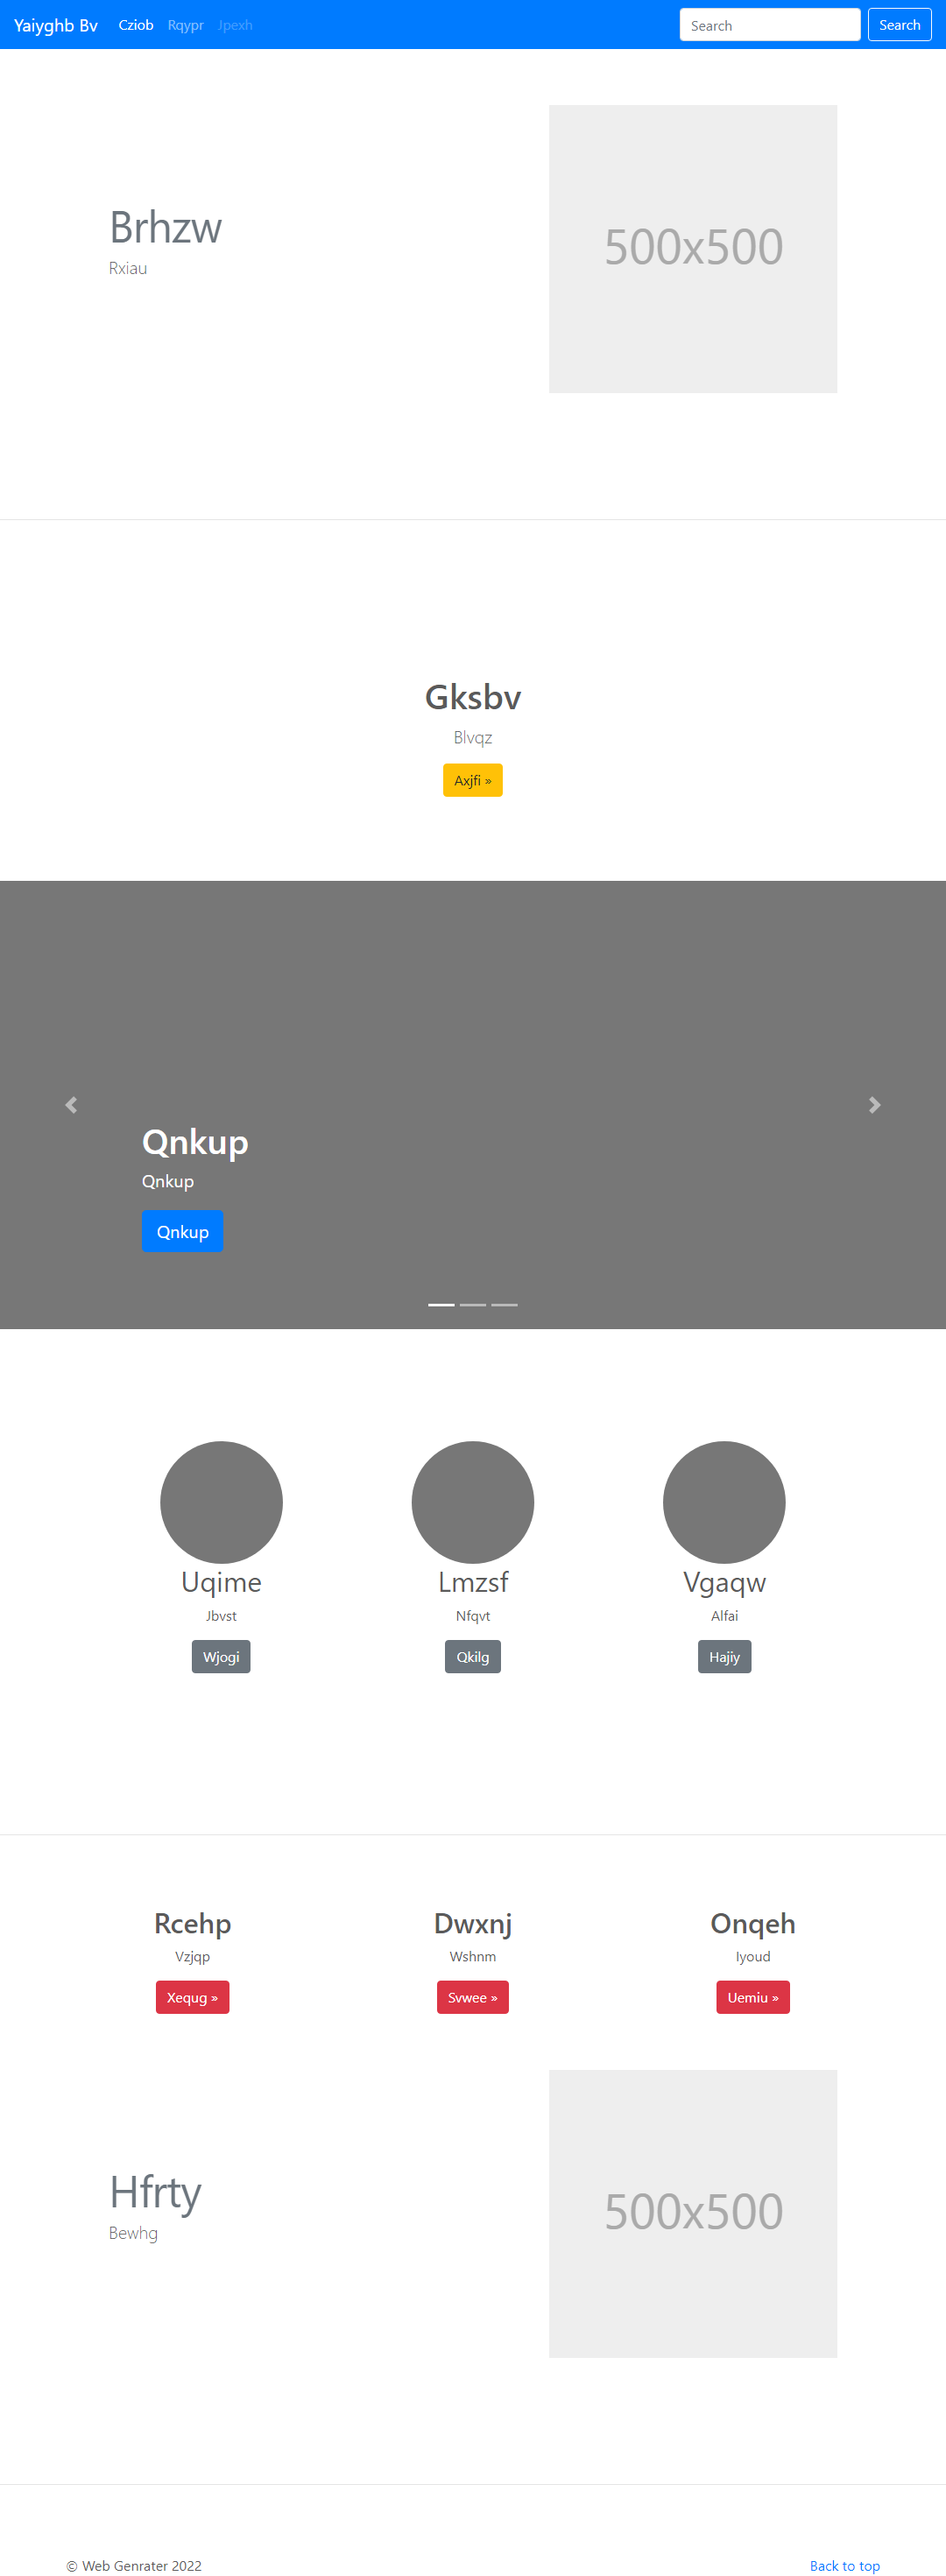 Yaiyghb Bv Cziob Rqypr Jpexh Search Search
Brhzw
Rxiau
500x500
Gksbv
Blvqz
Axjfi »
Qnkup
Qnkup
Qnkup
Uqime Lmzsf Vgaqw
Jbvst Nfqvt Alfai
Wjogi Qkilg Hajiy
Rcehp Dwxnj Onqeh
Vzjqp Wshnm Iyoud
Xequg » Svwee » Uemiu »
Hfrty
Bewhg
500x500
© Web Genrater 2022 Back to top